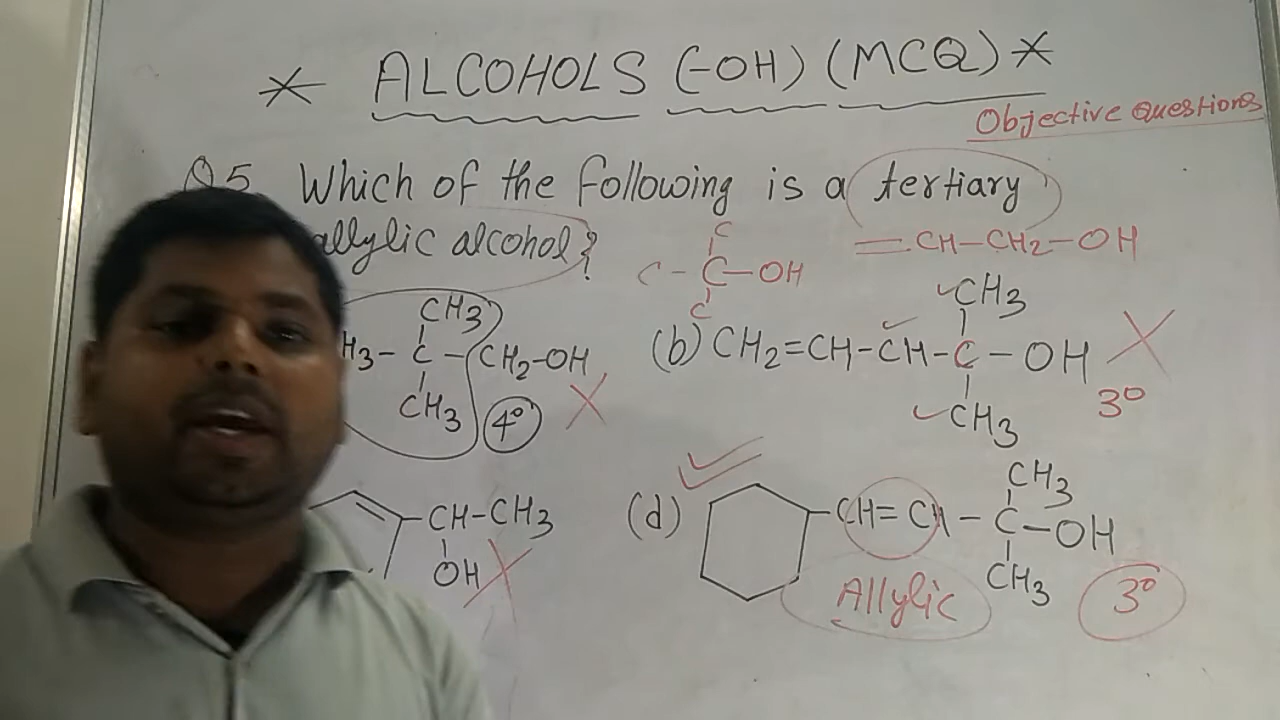 * ALCOHOLS (-OH) (MCQ) *
Objective questions
Q5 Which of the following is a tertiary
allylic alcohol?
C
C-C-OH
C
=CH-CH2-OH
CH3
H3-C-CH2-OH
CH3
4°
CH3
(b) CH2=CH-CH-C-OH
CH3
3°
CH-CH3
OH
CH3
(d) CH=CH-C-OH
CH3
Allylic
3°